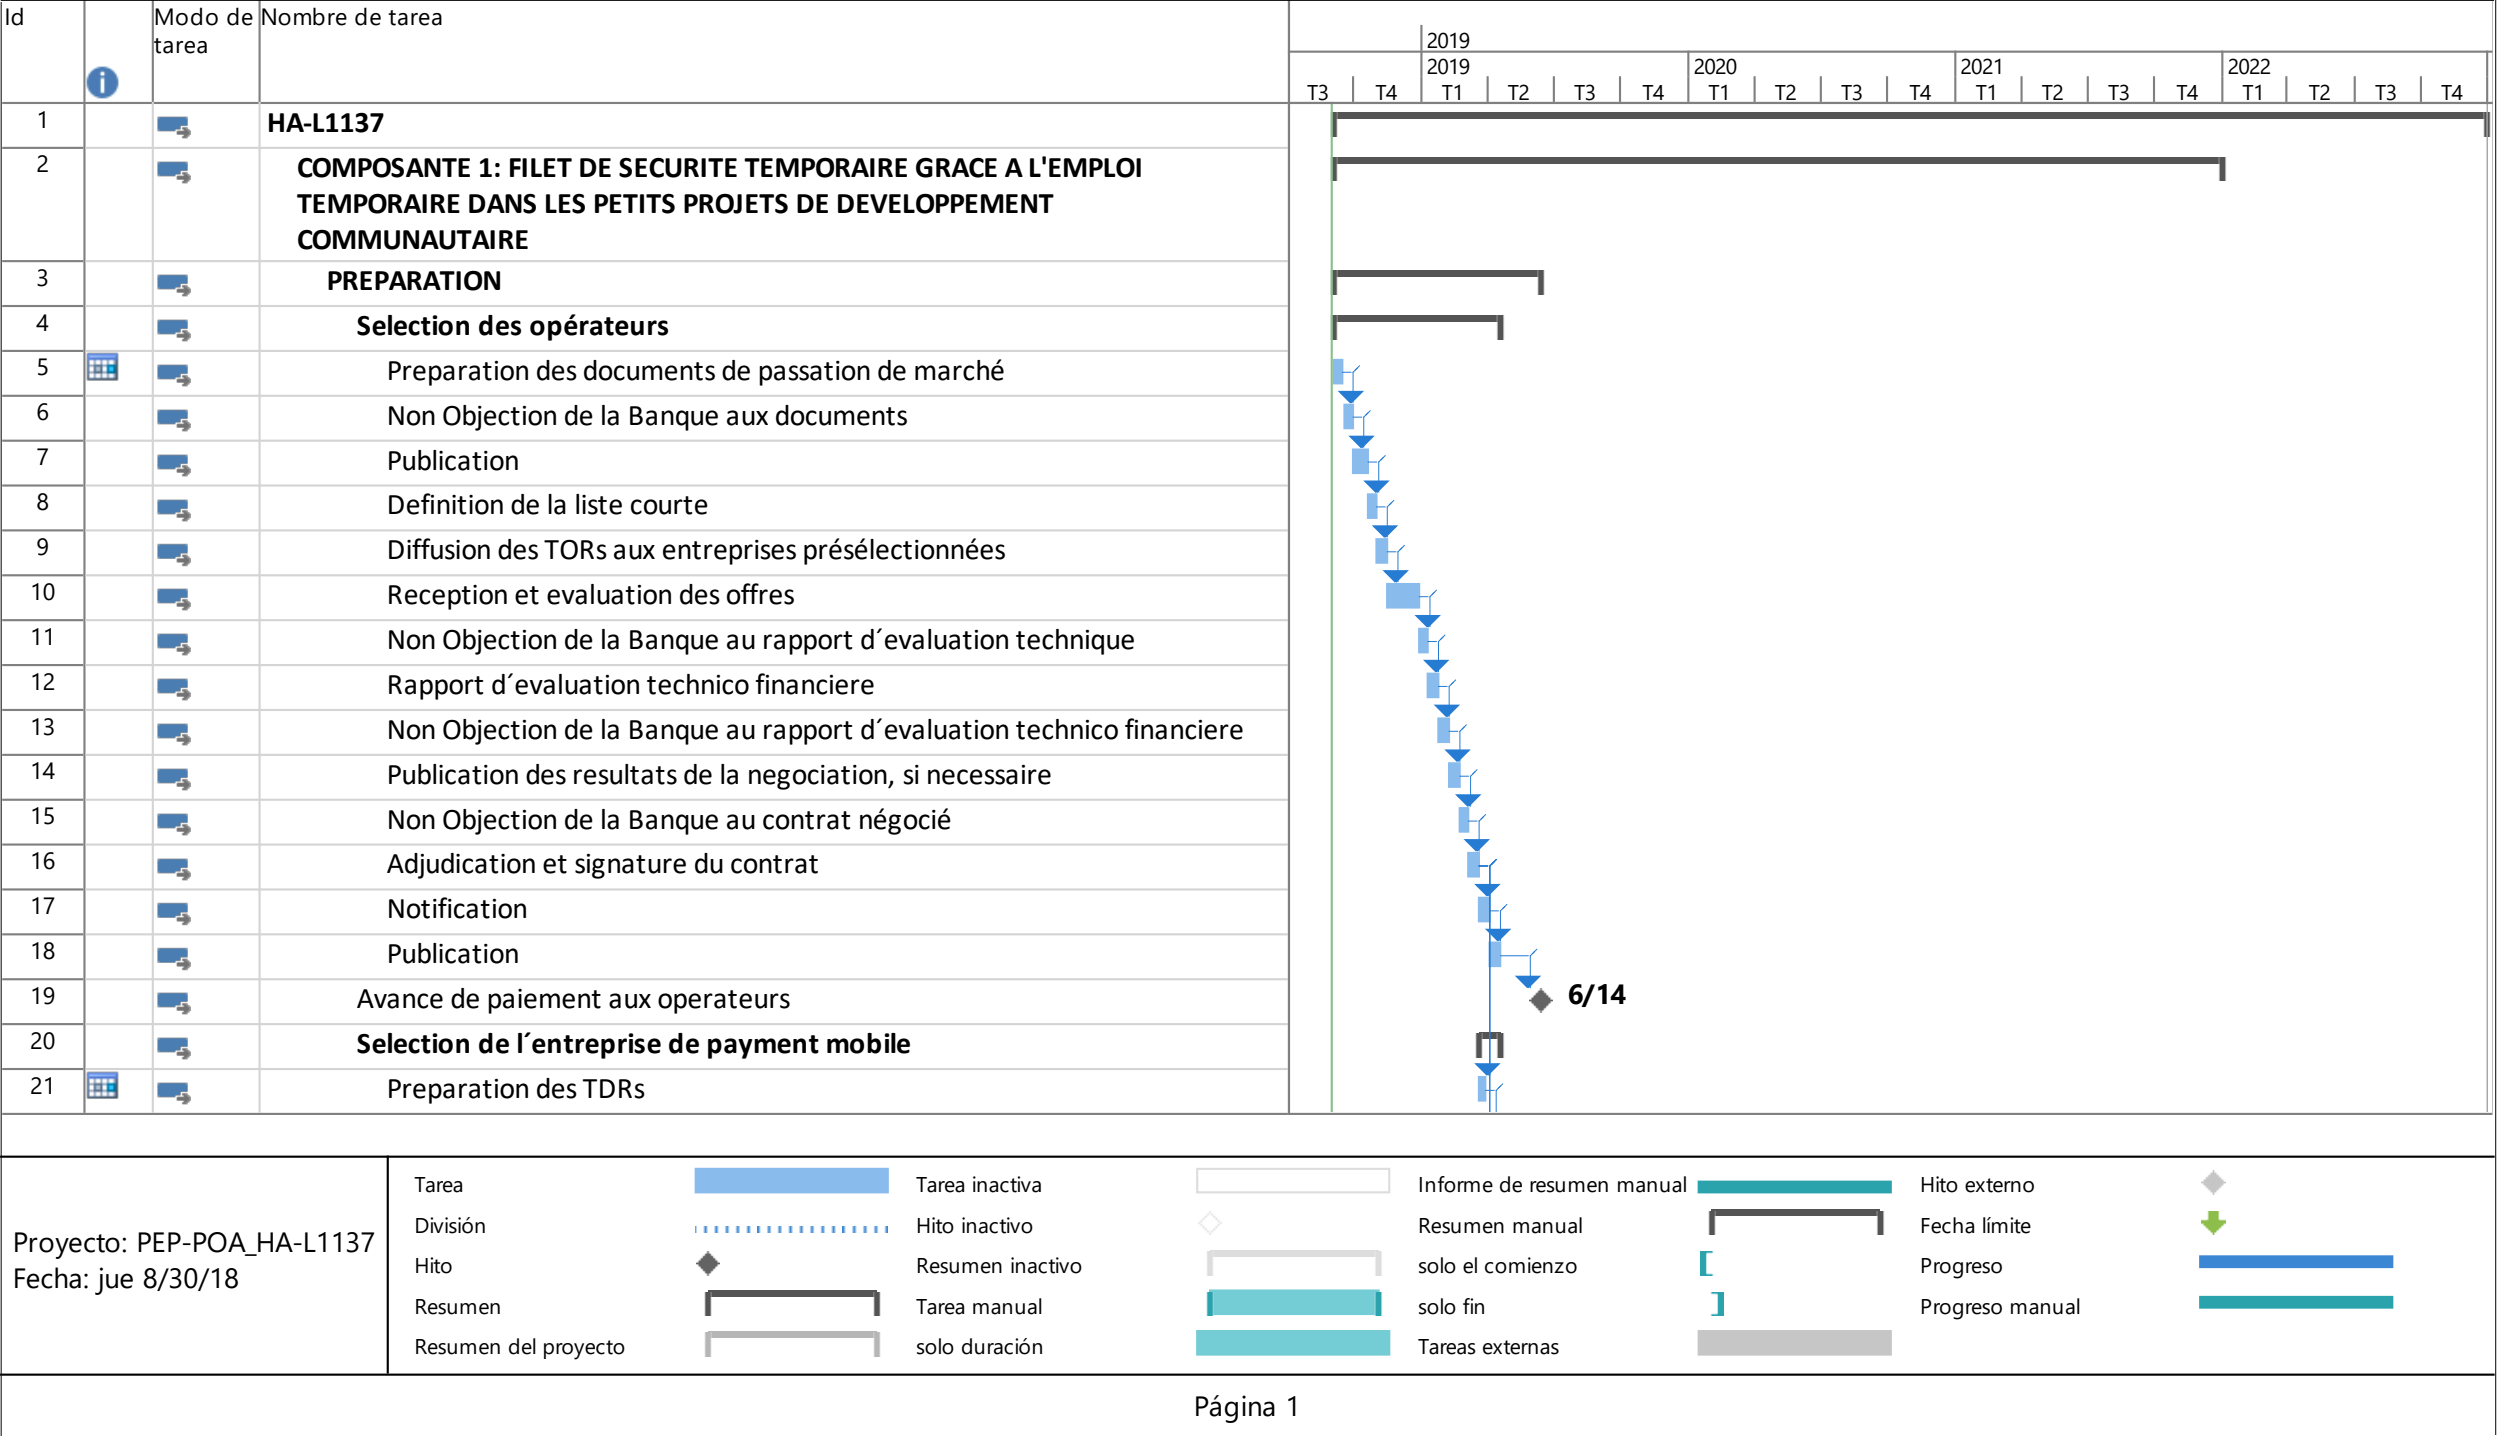 Id
Modo de
tarea
Nombre de tarea
2019
2019
2020
2021
2022
T3 T4 T1 T2 T3 T4 T1 T2 T3 T4 T1 T2 T3 T4 T1 T2 T3 T4
1 HA-L1137
2 COMPOSANTE 1: FILET DE SECURITE TEMPORAIRE GRACE A L'EMPLOI
TEMPORAIRE DANS LES PETITS PROJETS DE DEVELOPPEMENT
COMMUNAUTAIRE
3 PREPARATION
4 Selection des opérateurs
5 Preparation des documents de passation de marché
6 Non Objection de la Banque aux documents
7 Publication
8 Definition de la liste courte
9 Diffusion des TORs aux entreprises présélectionnées
10 Reception et evaluation des offres
11 Non Objection de la Banque au rapport d´evaluation technique
12 Rapport d´evaluation technico financiere
13 Non Objection de la Banque au rapport d´evaluation technico financiere
14 Publication des resultats de la negociation, si necessaire
15 Non Objection de la Banque au contrat négocié
16 Adjudication et signature du contrat
17 Notification
18 Publication
19 Avance de paiement aux operateurs 6/14
20 Selection de l´entreprise de payment mobile
21 Preparation des TDRs
Proyecto: PEP-POA_HA-L1137
Fecha: jue 8/30/18
Tarea
División
Hito
Resumen
Resumen del proyecto
Tarea inactiva
Hito inactivo
Resumen inactivo
Tarea manual
solo duración
Informe de resumen manual
Resumen manual
solo el comienzo
solo fin
Tareas externas
Hito externo
Fecha límite
Progreso
Progreso manual
Página 1